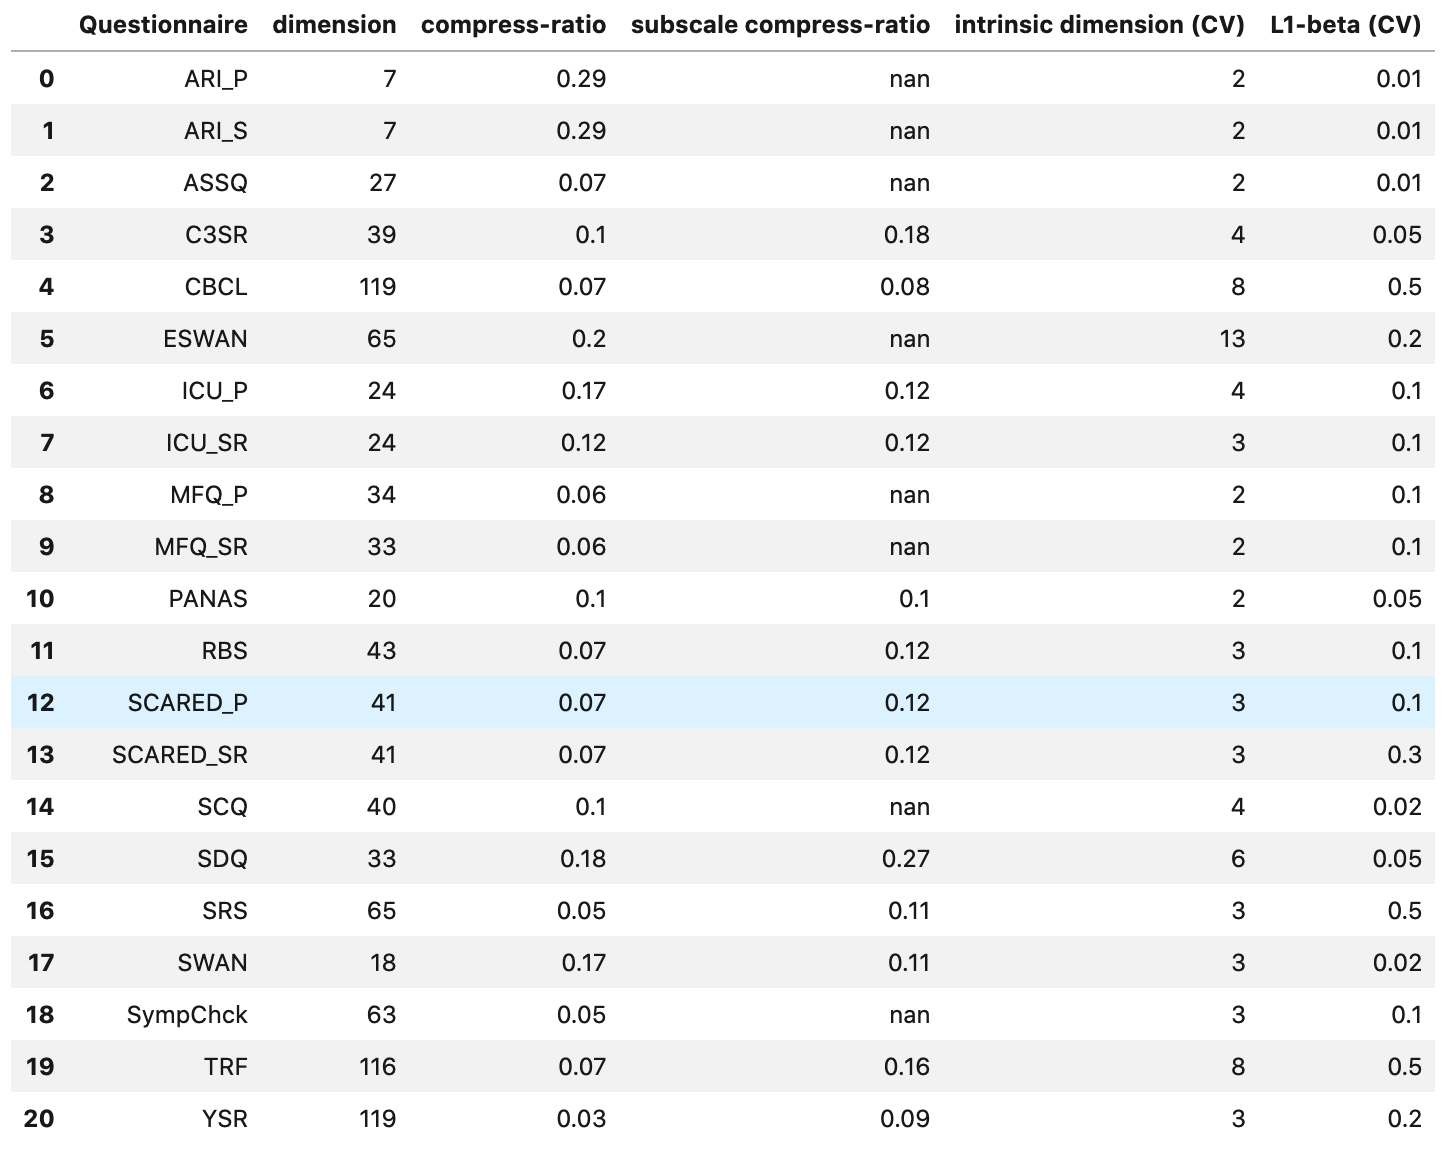 Questionnaire dimension compress-ratio subscale compress-ratio intrinsic dimension (CV) L1-beta (CV)
0 ARI_P 7 0.29 nan 2 0.01
1 ARI_S 7 0.29 nan 2 0.01
2 ASSQ 27 0.07 nan 2 0.01
3 C3SR 39 0.1 0.18 4 0.05
4 CBCL 119 0.07 0.08 8 0.5
5 ESWAN 65 0.2 nan 13 0.2
6 ICU_P 24 0.17 0.12 4 0.1
7 ICU_SR 24 0.12 0.12 3 0.1
8 MFQ_P 34 0.06 nan 2 0.1
9 MFQ_SR 33 0.06 nan 2 0.1
10 PANAS 20 0.1 0.1 2 0.05
11 RBS 43 0.07 0.12 3 0.1
12 SCARED_P 41 0.07 0.12 3 0.1
13 SCARED_SR 41 0.07 0.12 3 0.3
14 SCQ 40 0.1 nan 4 0.02
15 SDQ 33 0.18 0.27 6 0.05
16 SRS 65 0.05 0.11 3 0.5
17 SWAN 18 0.17 0.11 3 0.02
18 SympChck 63 0.05 nan 3 0.1
19 TRF 116 0.07 0.16 8 0.5
20 YSR 119 0.03 0.09 3 0.2